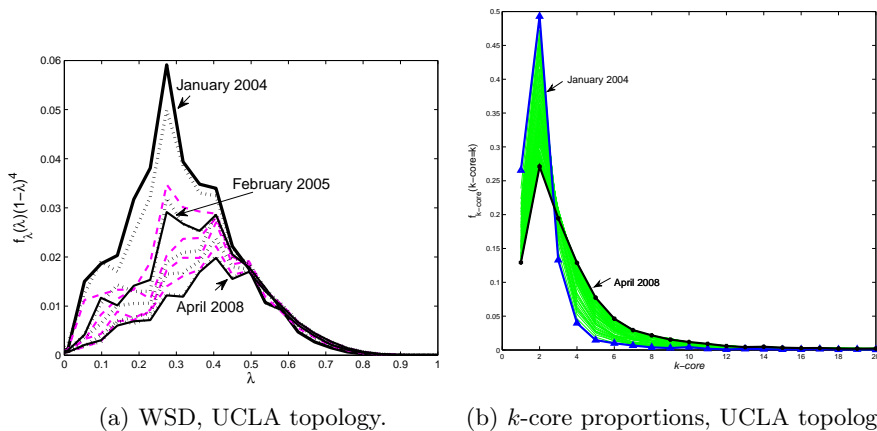 0.06
0.05
0.04
0.03
0.02
0.01
0
f_λ(λ)(1−λ)^4
January 2004
February 2005
April 2008
0 0.1 0.2 0.3 0.4 0.5 0.6 0.7 0.8 0.9 1
λ
(a) WSD, UCLA topology.
0.5
0.45
0.4
0.35
0.3
0.25
0.2
0.15
0.1
0.05
0
f_k−core(k−core=k)
January 2004
April 2008
0 2 4 6 8 10 12 14 16 18 20
k−core
(b) k-core proportions, UCLA topolog